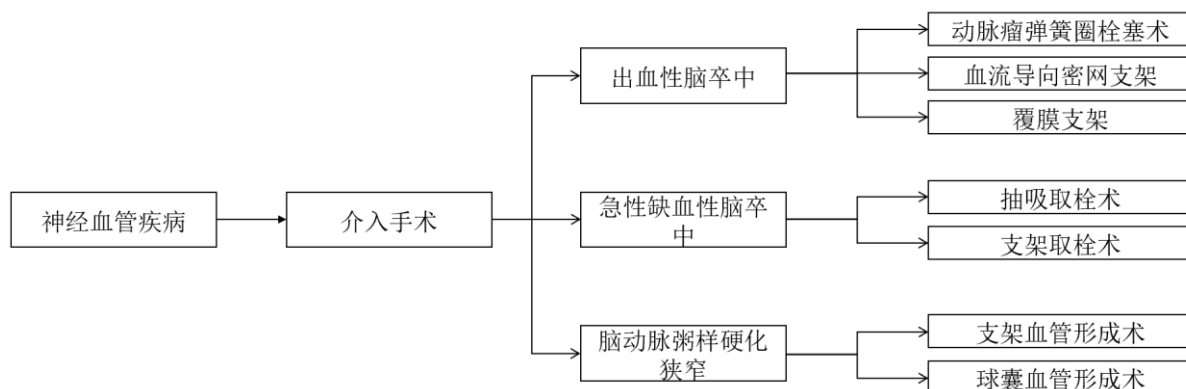 神经血管疾病
介入手术
出血性脑卒中
动脉瘤弹簧圈栓塞术
血流导向密网支架
覆膜支架
急性缺血性脑卒
中
抽吸取栓术
支架取栓术
脑动脉粥样硬化
狭窄
支架血管形成术
球囊血管形成术